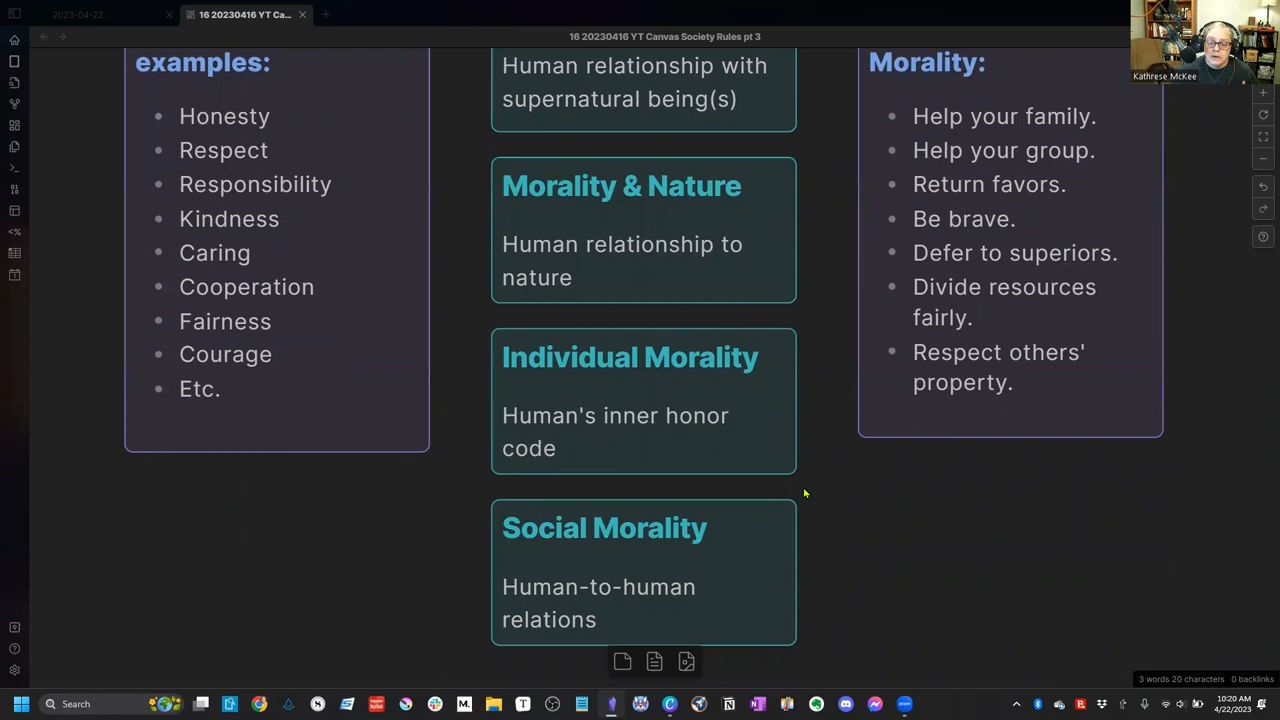 2023-04-22
16 20230416 YT Ca...
16 20230416 YT Canvas Society Rules pt 3
Kathrese McKee
examples:
Honesty
Respect
Responsibility
Kindness
Caring
Cooperation
Fairness
Courage
Etc.
Human relationship with
supernatural being(s)
Morality & Nature
Human relationship to
nature
Individual Morality
Human's inner honor
code
Social Morality
Human-to-human
relations
Morality:
Help your family.
Help your group.
Return favors.
Be brave.
Defer to superiors.
Divide resources
fairly.
Respect others'
property.
3 words 20 characters 0 backlinks
Search
10:20 AM
4/22/2023